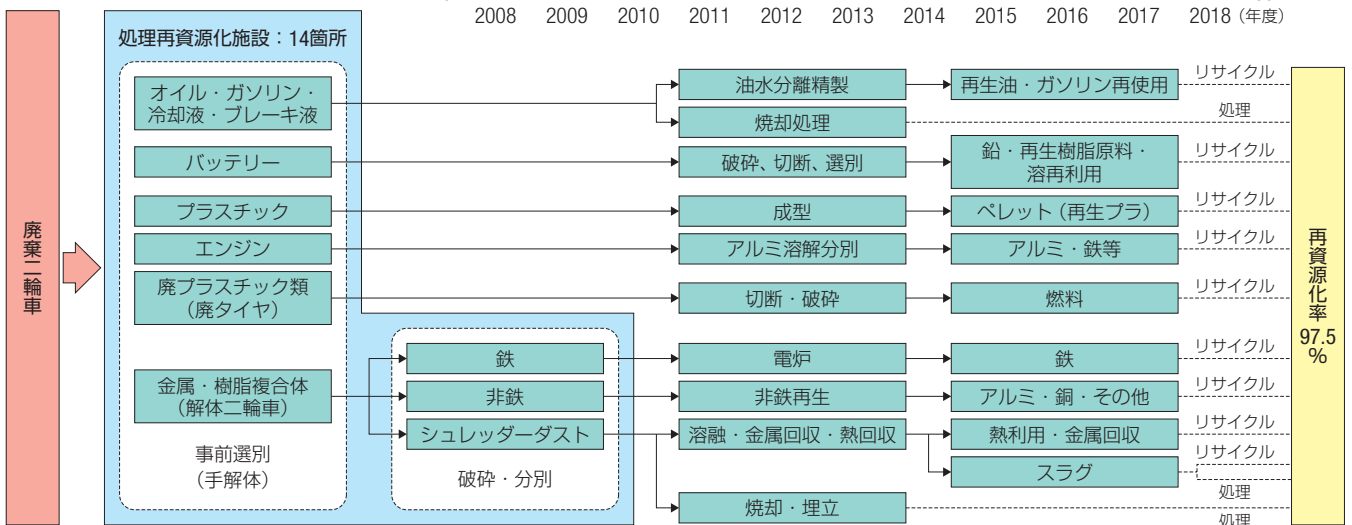 2008 2009 2010 2011 2012 2013 2014 2015 2016 2017 2018（年度）
廃棄二輪車
処理再資源化施設：14箇所
オイル・ガソリン・
冷却液・ブレーキ液
油水分離精製
再生油・ガソリン再使用
リサイクル
焼却処理
処理
バッテリー
破砕、切断、選別
鉛・再生樹脂原料・
溶再利用
リサイクル
プラスチック
成型
ペレット（再生プラ）
リサイクル
エンジン
アルミ溶解分別
アルミ・鉄等
リサイクル
廃プラスチック類
（廃タイヤ）
切断・破砕
燃料
リサイクル
金属・樹脂複合体
（解体二輪車）
事前選別
（手解体）
鉄
電炉
鉄
リサイクル
非鉄
非鉄再生
アルミ・銅・その他
リサイクル
シュレッダーダスト
溶融・金属回収・熱回収
熱利用・金属回収
リサイクル
スラグ
リサイクル
処理
破砕・分別
焼却・埋立
処理
再資源化率
97.5
％